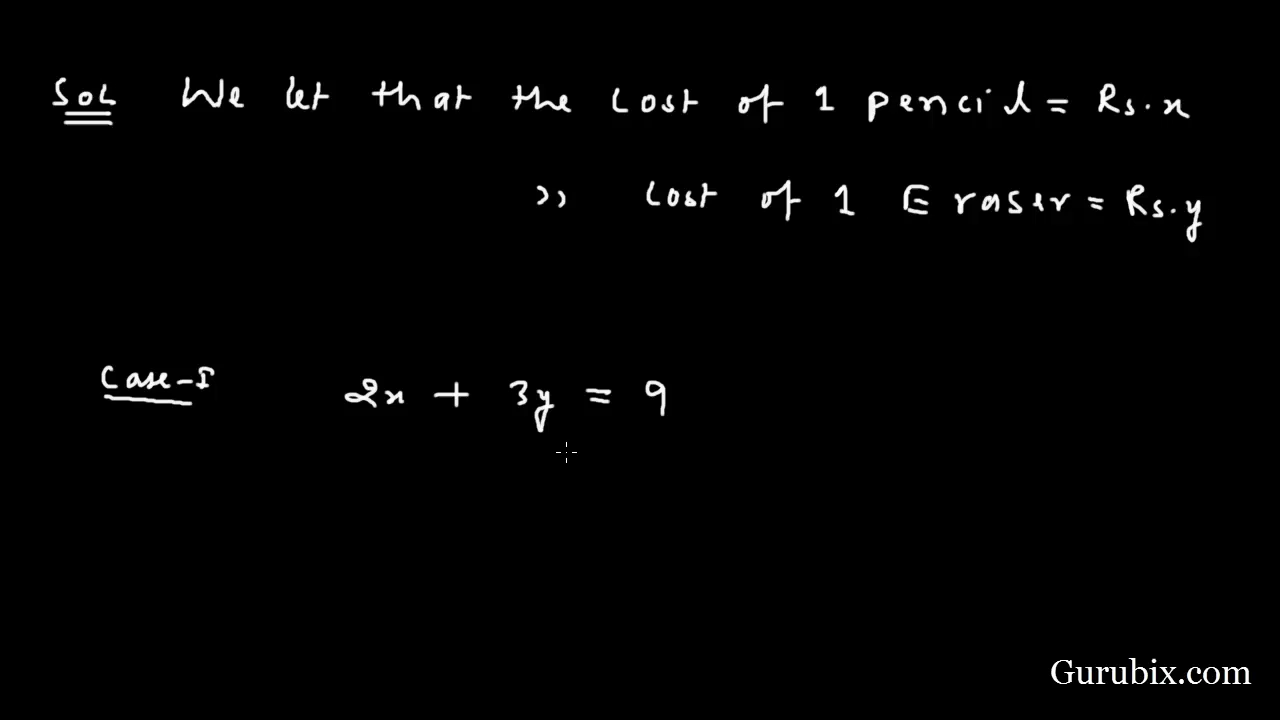 SOL We let that the cost of 1 pencil = Rs. x
,, cost of 1 Eraser = Rs. y
Case-I 2x + 3y = 9
Gurubix.com